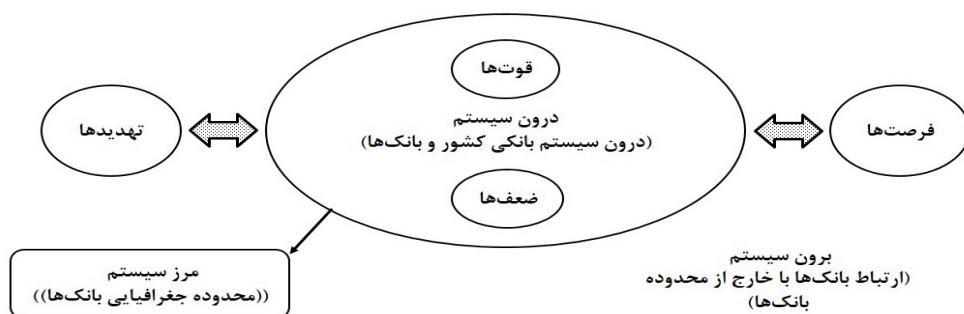 قوت‌ها
فرصت‌ها
درون سیستم
(درون سیستم بانکی کشور و بانک‌ها)
تهدیدها
ضعف‌ها
برون سیستم
(ارتباط بانک‌ها با خارج از محدوده
بانک‌ها)
مرز سیستم
((محدوده جغرافیایی بانک‌ها))